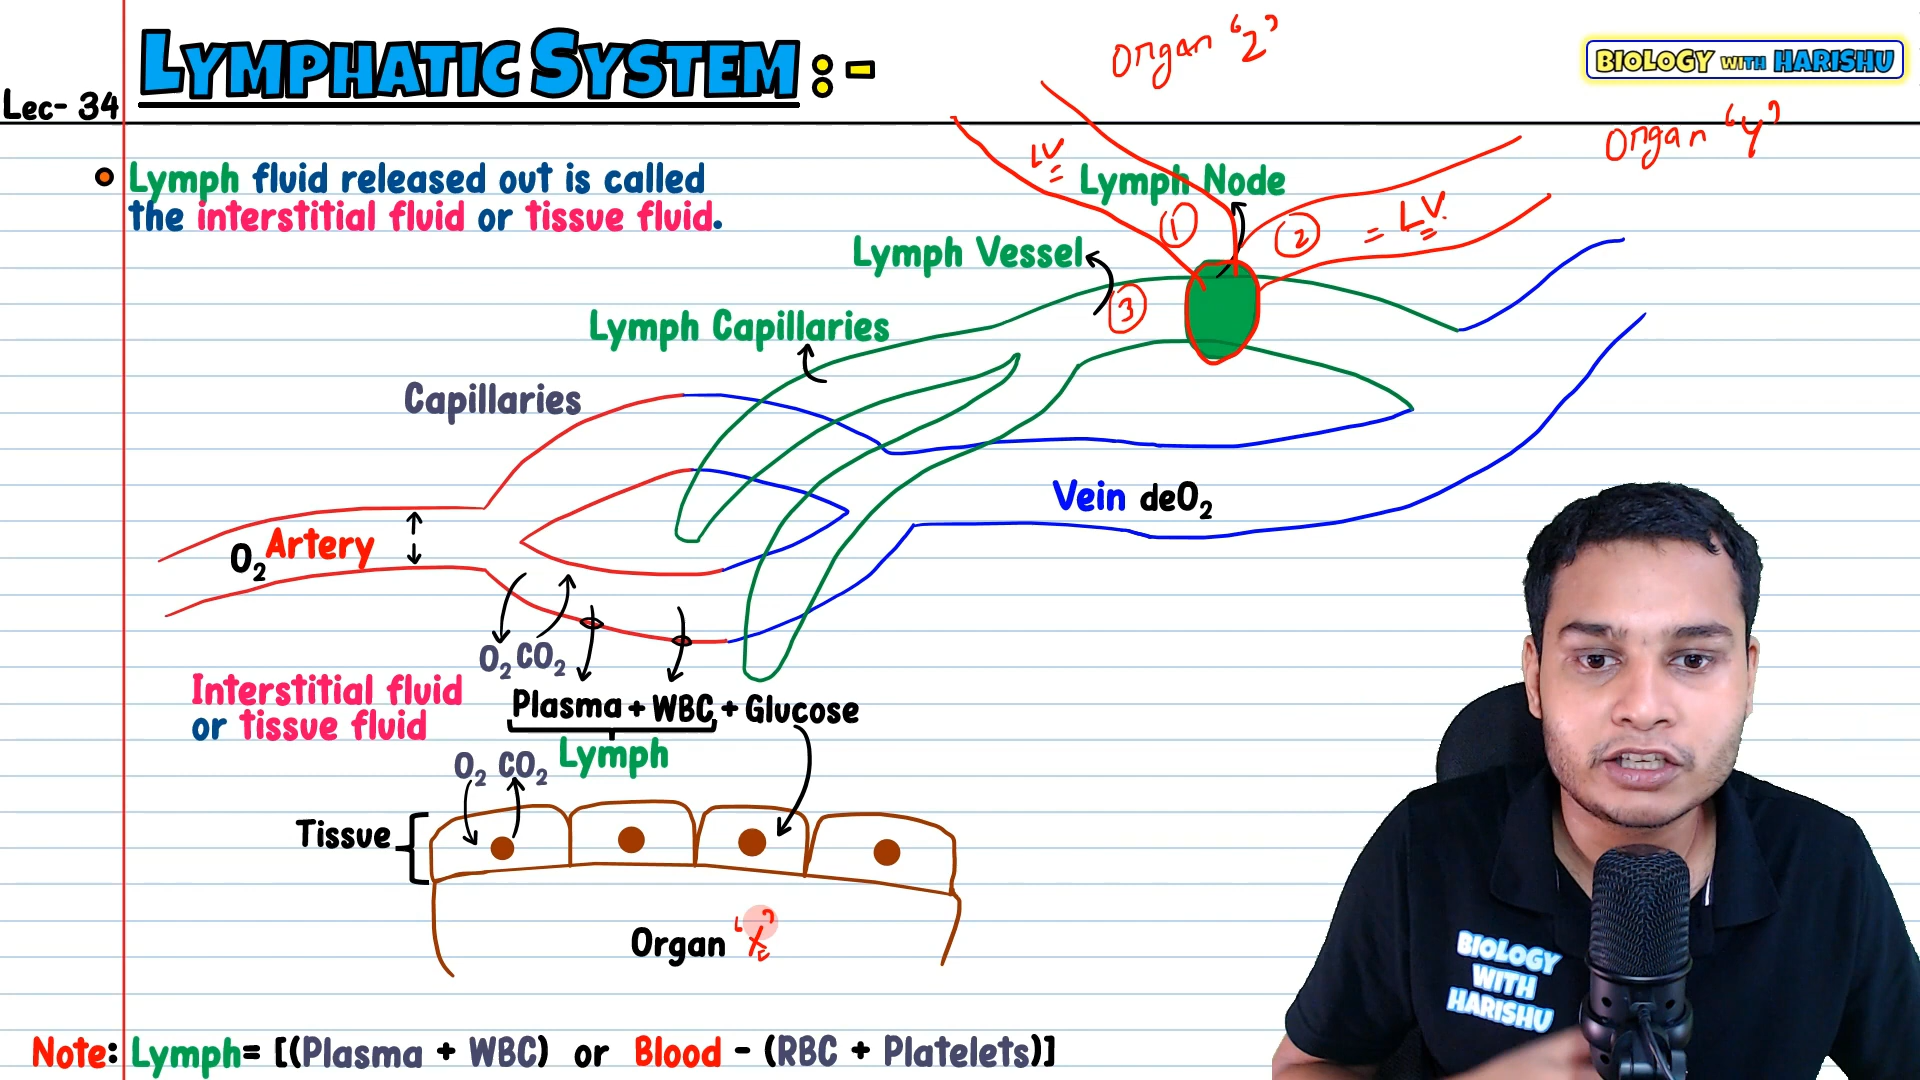 LYMPHATIC SYSTEM :-
Organ 'Z'
BIOLOGY WITH HARISHU
Lec- 34
Organ 'Y'
Lymph fluid released out is called
the interstitial fluid or tissue fluid.
LV
Lymph Node
1
2
= LV.
Lymph Vessel
3
Lymph Capillaries
Capillaries
Vein deO₂
O₂ Artery
O₂ CO₂
Interstitial fluid
or tissue fluid
Plasma + WBC + Glucose
Lymph
O₂ CO₂
Tissue
Organ 'X'
BIOLOGY
WITH
HARISHU
Note: Lymph= [(Plasma + WBC) or Blood - (RBC + Platelets)]